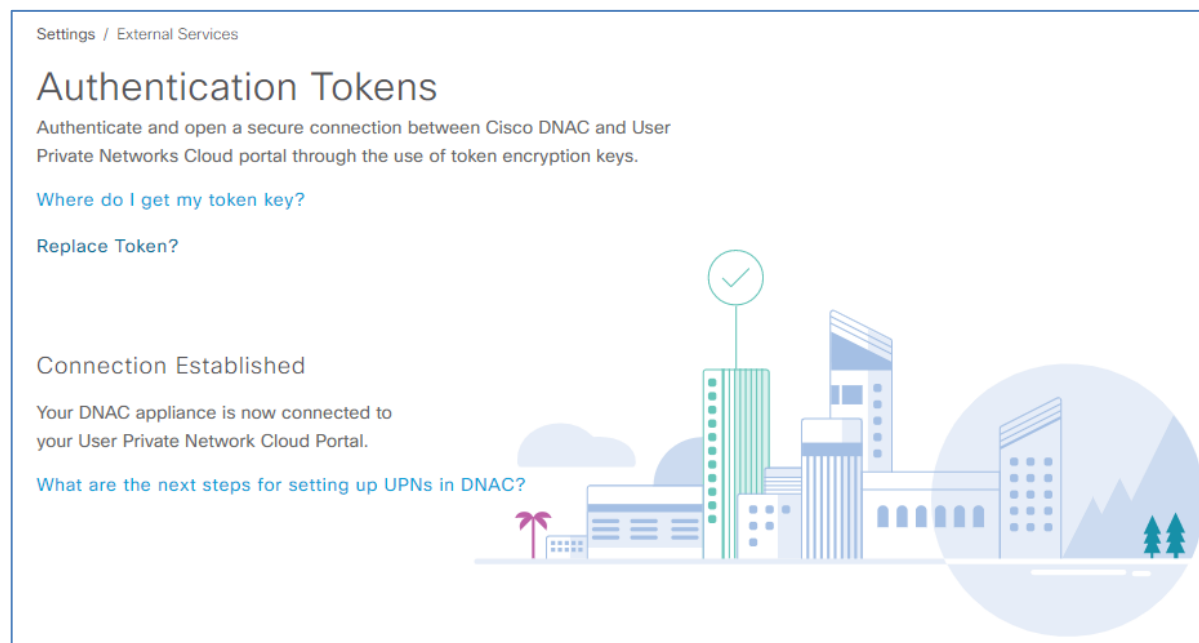 Settings / External Services
Authentication Tokens
Authenticate and open a secure connection between Cisco DNAC and User
Private Networks Cloud portal through the use of token encryption keys.
Where do I get my token key?
Replace Token?
Connection Established
Your DNAC appliance is now connected to
your User Private Network Cloud Portal.
What are the next steps for setting up UPNs in DNAC?